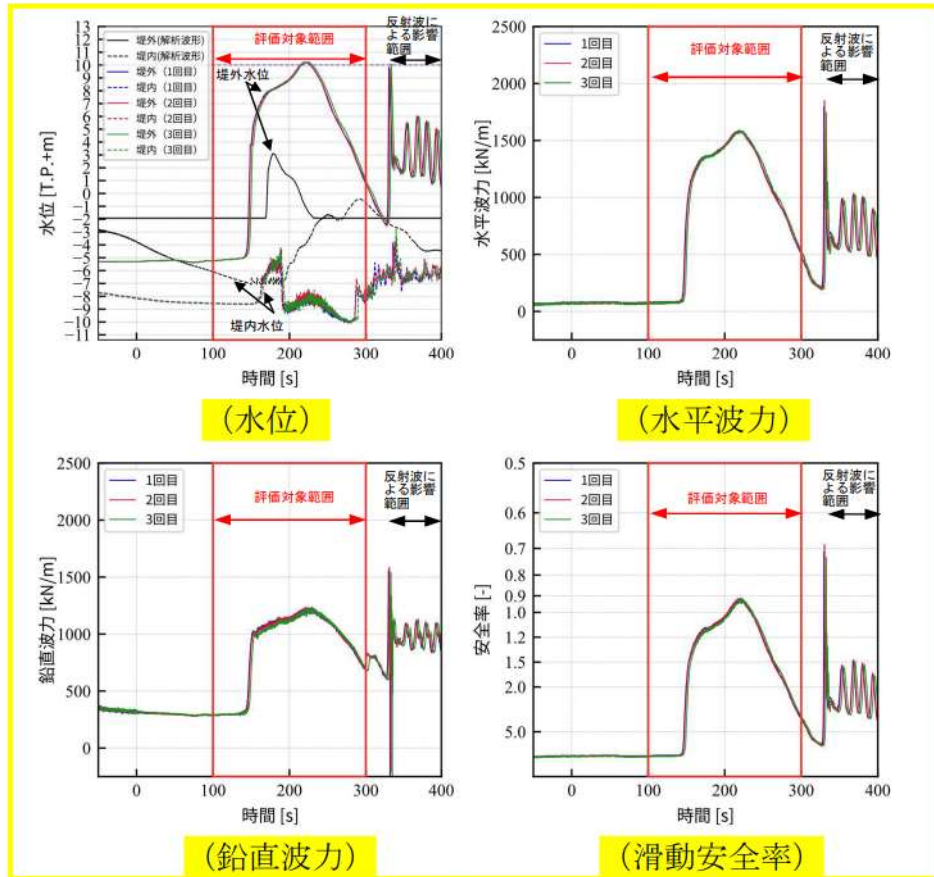 13
12
11
10
9
8
7
6
5
4
3
2
1
0
−1
−2
−3
−4
−5
−6
−7
−8
−9
−10
−11
水位 [T.P.+m]
堤外(解析波形)
堤内(解析波形)
堤外 (1回目)
堤内 (1回目)
堤外 (2回目)
堤内 (2回目)
堤外 (3回目)
堤内 (3回目)
評価対象範囲
堤外水位
堤内水位
反射波に
よる影響
範囲
0 100 200 300 400
時間 [s]
(水位)
2500
2000
1500
1000
500
0
水平波力 [kN/m]
1回目
2回目
3回目
評価対象範囲
反射波に
よる影響
範囲
0 100 200 300 400
時間 [s]
(水平波力)
2500
2000
1500
1000
500
0
鉛直波力 [kN/m]
1回目
2回目
3回目
評価対象範囲
反射波に
よる影響
範囲
0 100 200 300 400
時間 [s]
(鉛直波力)
0.5
0.6
0.7
0.8
0.9
1.0
1.2
1.5
2.0
5.0
安全率 [-]
1回目
2回目
3回目
評価対象範囲
反射波に
よる影響
範囲
0 100 200 300 400
時間 [s]
(滑動安全率)